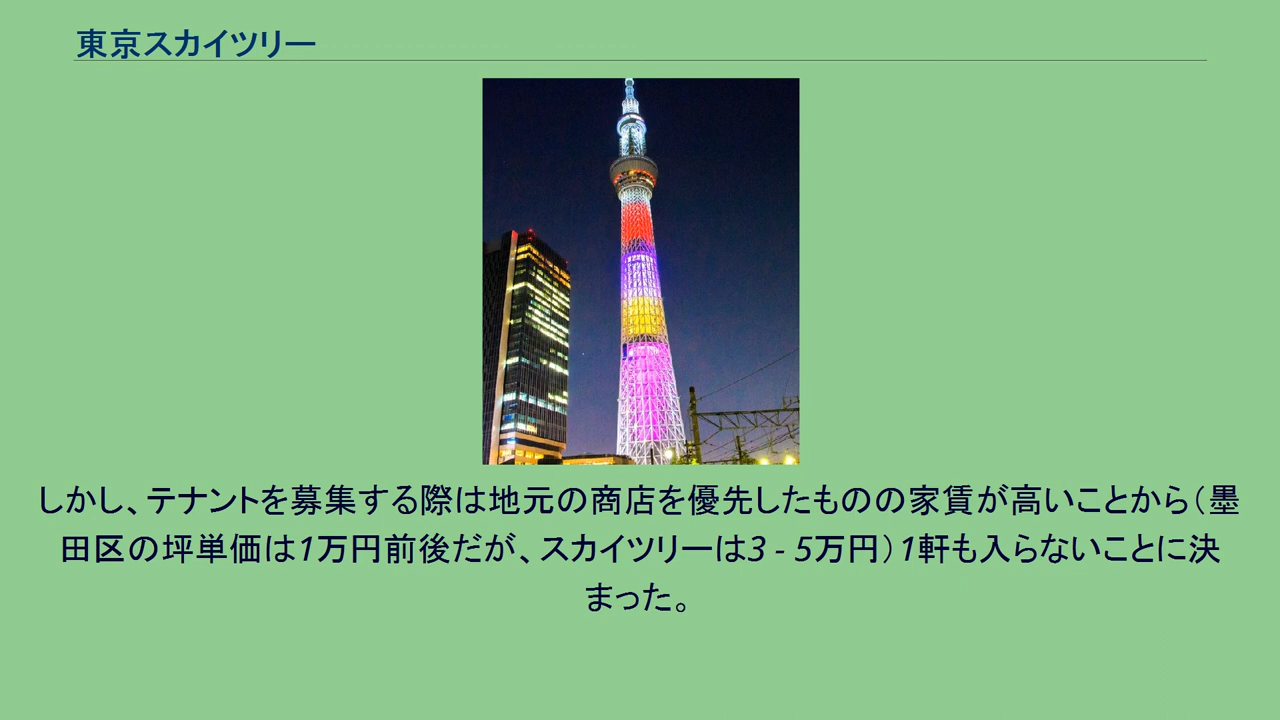 東京スカイツリー
しかし、テナントを募集する際は地元の商店を優先したものの家賃が高いことから（墨
田区の坪単価は1万円前後だが、スカイツリーは3 - 5万円）1軒も入らないことに決
まった。